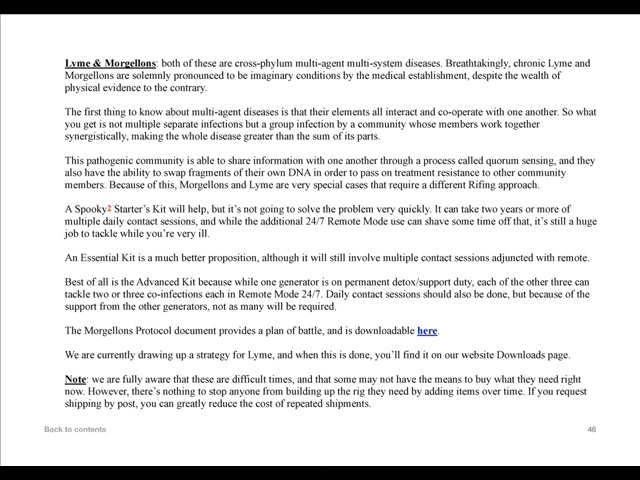 Lyme & Morgellons: both of these are cross-phylum multi-agent multi-system diseases. Breathtakingly, chronic Lyme and
Morgellons are solemnly pronounced to be imaginary conditions by the medical establishment, despite the wealth of
physical evidence to the contrary.
The first thing to know about multi-agent diseases is that their elements all interact and co-operate with one another. So what
you get is not multiple separate infections but a group infection by a community whose members work together
synergistically, making the whole disease greater than the sum of its parts.
This pathogenic community is able to share information with one another through a process called quorum sensing, and they
also have the ability to swap fragments of their own DNA in order to pass on treatment resistance to other community
members. Because of this, Morgellons and Lyme are very special cases that require a different Rifing approach.
A Spooky2 Starter’s Kit will help, but it’s not going to solve the problem very quickly. It can take two years or more of
multiple daily contact sessions, and while the additional 24/7 Remote Mode use can shave some time off that, it’s still a huge
job to tackle while you’re very ill.
An Essential Kit is a much better proposition, although it will still involve multiple contact sessions adjuncted with remote.
Best of all is the Advanced Kit because while one generator is on permanent detox/support duty, each of the other three can
tackle two or three co-infections each in Remote Mode 24/7. Daily contact sessions should also be done, but because of the
support from the other generators, not as many will be required.
The Morgellons Protocol document provides a plan of battle, and is downloadable here.
We are currently drawing up a strategy for Lyme, and when this is done, you’ll find it on our website Downloads page.
Note: we are fully aware that these are difficult times, and that some may not have the means to buy what they need right
now. However, there’s nothing to stop anyone from building up the rig they need by adding items over time. If you request
shipping by post, you can greatly reduce the cost of repeated shipments.
Back to contents
46